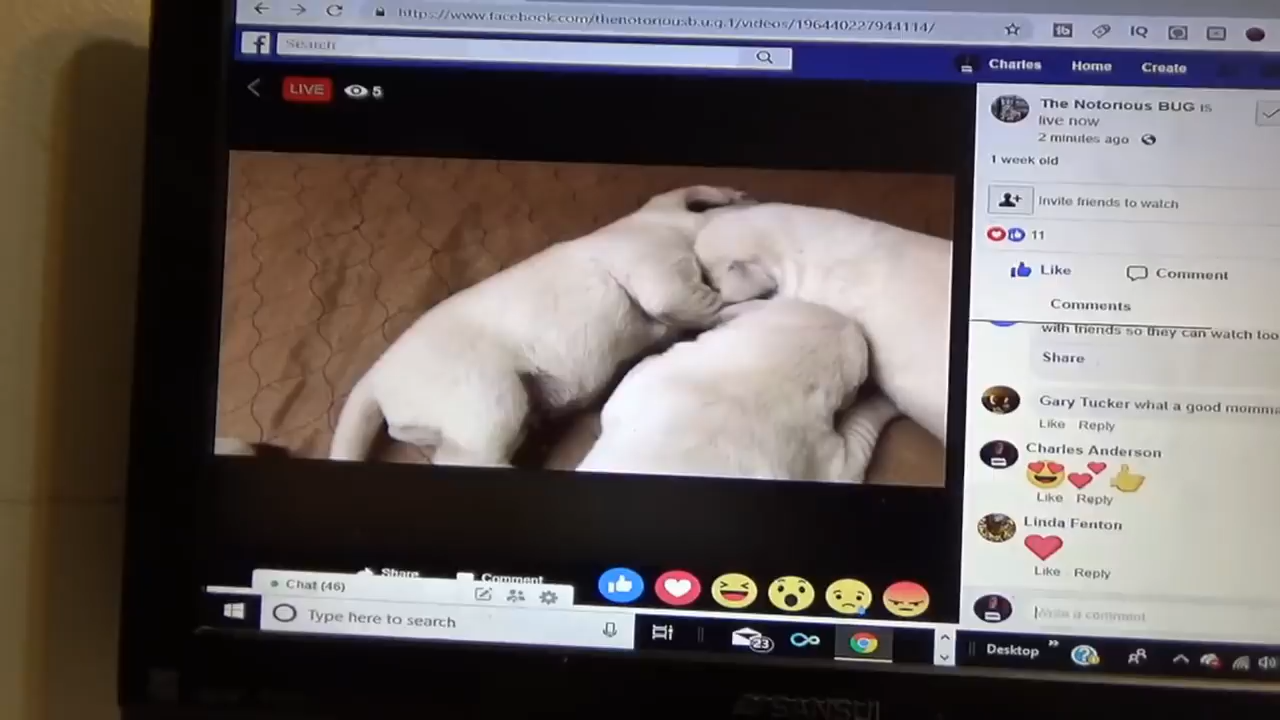 https://www.facebook.com/thenotoriousb.u.g.1/videos/196440227944114/
IQ
f
Search
Charles
Home
Create
LIVE
5
The Notorious BUG is
live now
2 minutes ago
1 week old
Invite friends to watch
11
Like
Comment
Comments
with friends so they can watch too
Share
Gary Tucker what a good momma
Like Reply
Charles Anderson
Like Reply
Linda Fenton
Like Reply
Write a comment
Share
Comment
Chat (46)
Type here to search
23
Desktop